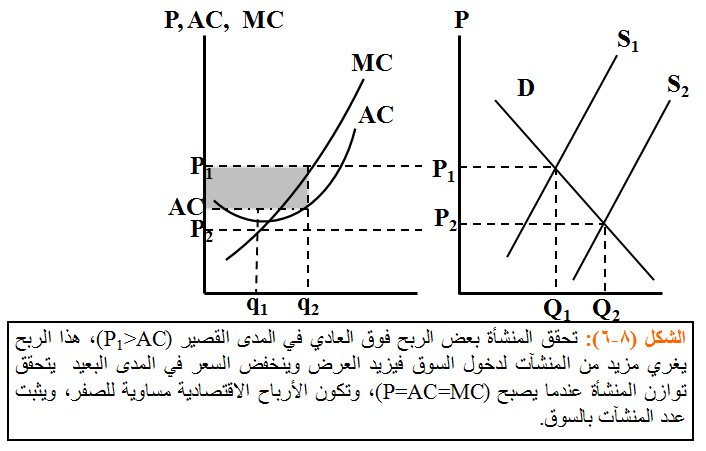 P, AC, MC
P
MC
AC
D
S1
S2
P1
AC
P2
P1
P2
q1
q2
Q1
Q2
الشكل (٨-٦): تحقق المنشأة بعض الربح فوق العادي في المدى القصير (P1>AC)، هذا الربح
يغري مزيد من المنشآت لدخول السوق فيزيد العرض وينخفض السعر في المدى البعيد يتحقق
توازن المنشأة عندما يصبح (P=AC=MC)، وتكون الأرباح الاقتصادية مساوية للصفر، ويثبت
عدد المنشآت بالسوق.